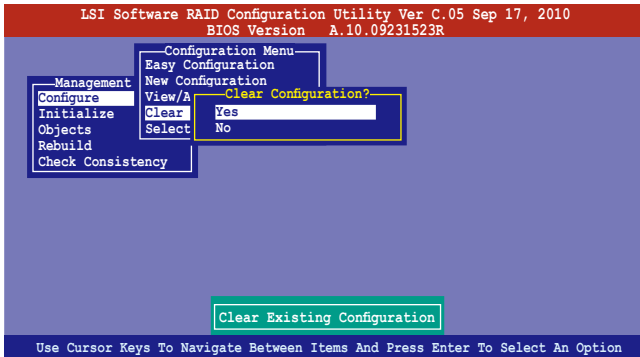 LSI Software RAID Configuration Utility Ver C.05 Sep 17, 2010
BIOS Version A.10.09231523R
Configuration Menu
Easy Configuration
New Configuration
View/A
Clear
Select
Management
Configure
Initialize
Objects
Rebuild
Check Consistency
Clear Configuration?
Yes
No
Clear Existing Configuration
Use Cursor Keys To Navigate Between Items And Press Enter To Select An Option